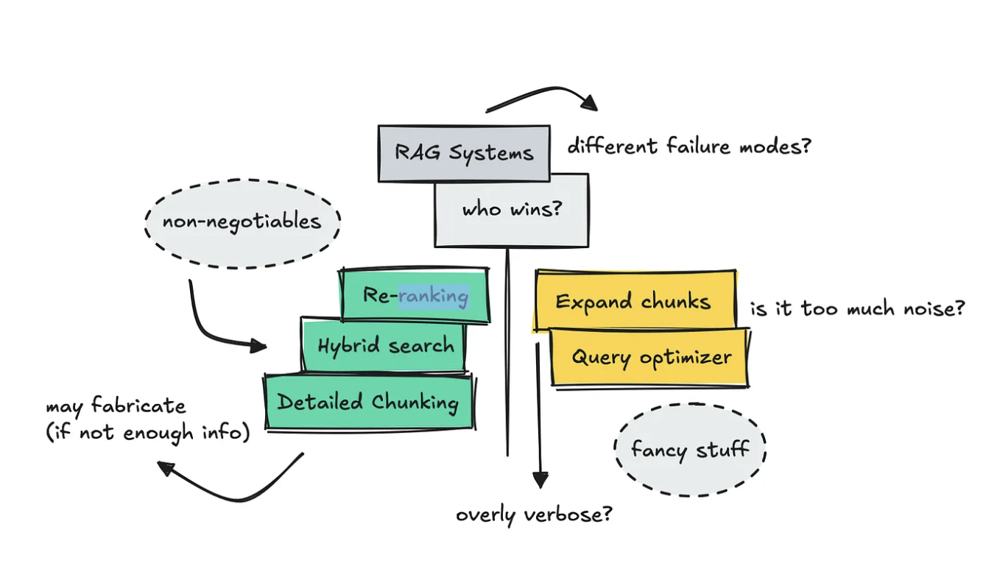 RAG Systems
different failure modes?
who wins?
non-negotiables
Re-ranking
Hybrid search
Detailed Chunking
may fabricate
(if not enough info)
Expand chunks
is it too much noise?
Query optimizer
fancy stuff
overly verbose?